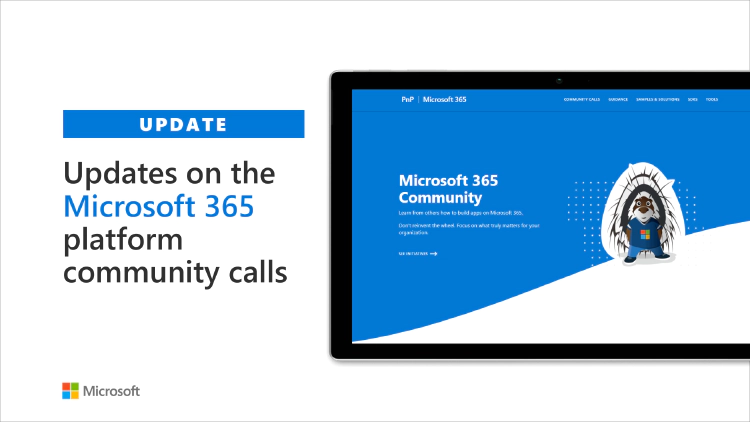 UPDATE
Updates on the
Microsoft 365
platform
community calls
Microsoft
PnP | Microsoft 365
COMMUNITY CALLS GUIDANCE SAMPLES & SOLUTIONS SDKS TOOLS
Microsoft 365
Community
Learn from others how to build apps on Microsoft 365.
Don't reinvent the wheel. Focus on what truly matters for your
organization.
SEE INITIATIVES